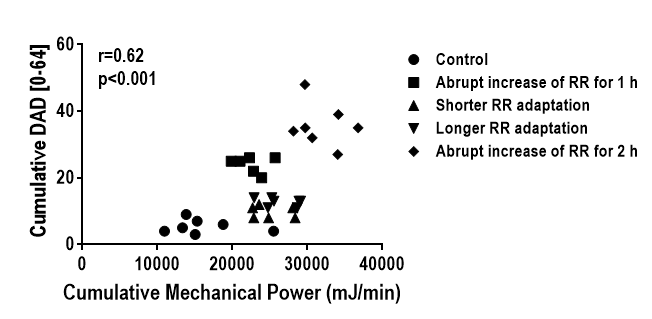 r=0.62
p<0.001
Cumulative DAD [0-64]
60
40
20
0
0 10000 20000 30000 40000
Cumulative Mechanical Power (mJ/min)
Control
Abrupt increase of RR for 1 h
Shorter RR adaptation
Longer RR adaptation
Abrupt increase of RR for 2 h